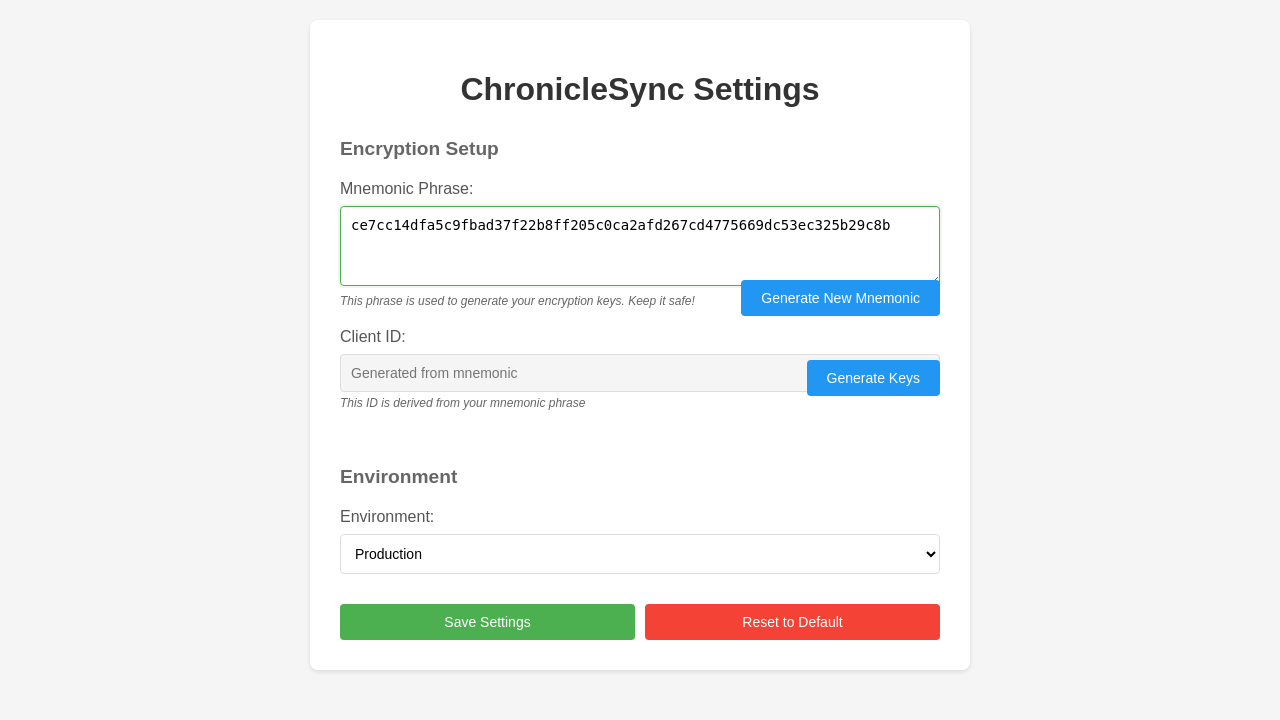 ChronicleSync Settings
Encryption Setup
Mnemonic Phrase:
ce7cc14dfa5c9fbad37f22b8ff205c0ca2afd267cd4775669dc53ec325b29c8b
This phrase is used to generate your encryption keys. Keep it safe!
Generate New Mnemonic
Client ID:
Generated from mnemonic
Generate Keys
This ID is derived from your mnemonic phrase
Environment
Environment:
Production
Save Settings
Reset to Default